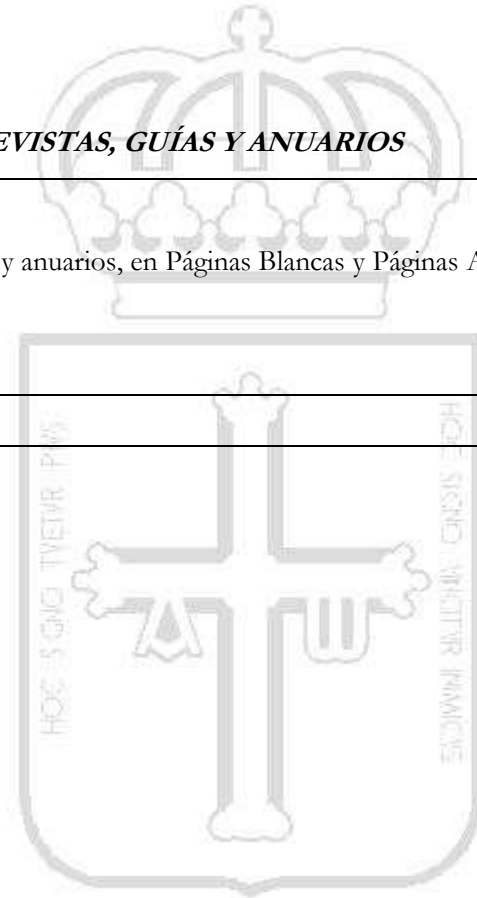 EVISTAS, GUÍAS Y ANUARIOS
y anuarios, en Páginas Blancas y Páginas A
HOC SIGNO TVETVR PIVS
HOC SIGNO VINCITVR INIMICVS
A W